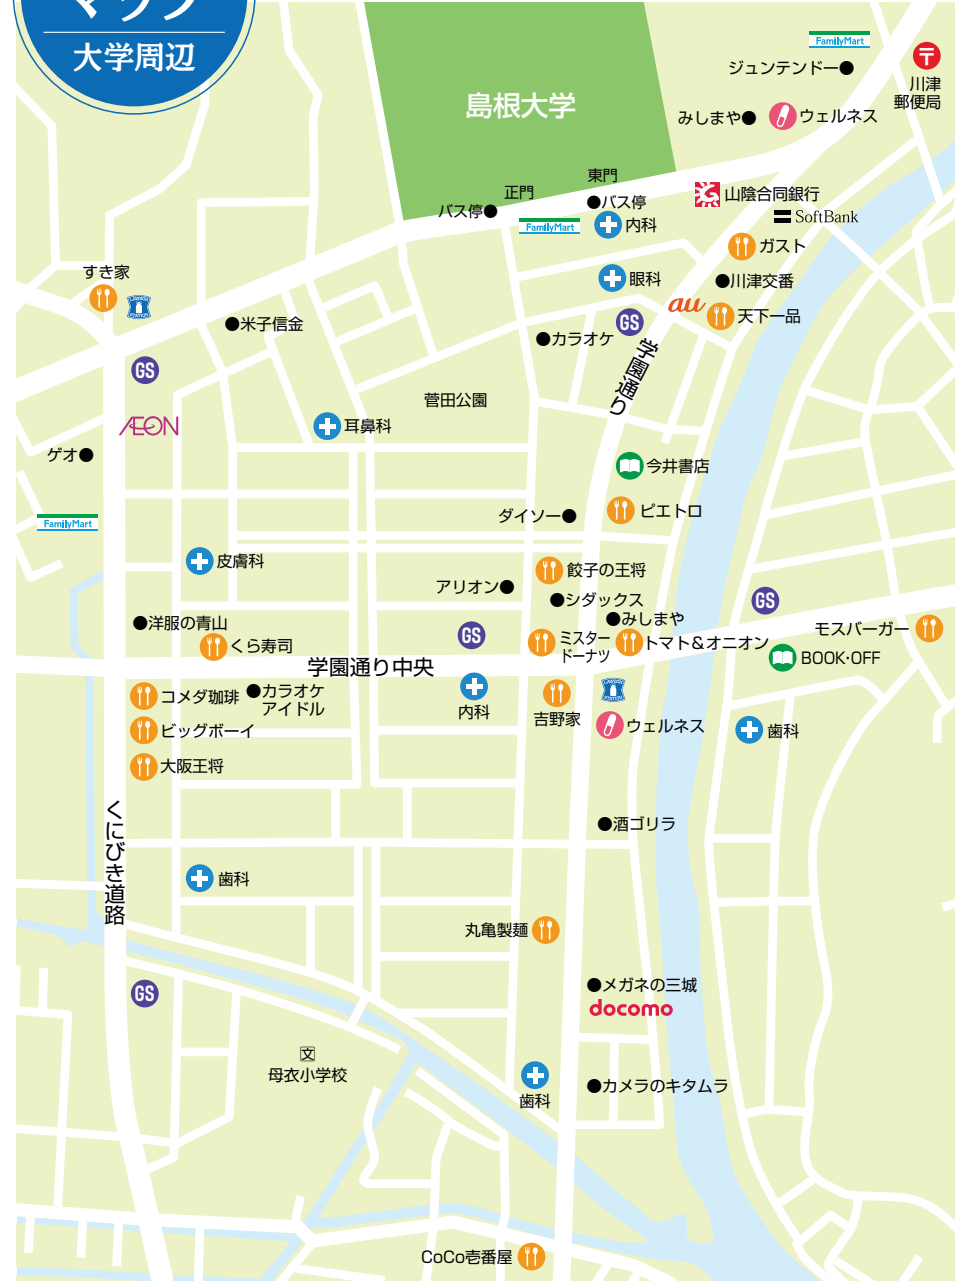 マップ
大学周辺
FamilyMart
ジュンテンドー
川津
郵便局
島根大学
みしまや
ウェルネス
東門
正門
山陰合同銀行
バス停
バス停
SoftBank
FamilyMart
内科
ガスト
すき家
眼科
川津交番
LAWSON
STATION
au
天下一品
米子信金
GS
カラオケ
学園通り
GS
菅田公園
ÆON
耳鼻科
ゲオ
今井書店
FamilyMart
ダイソー
ピエトロ
皮膚科
餃子の王将
アリオン
シダックス
GS
みしまや
洋服の青山
GS
モスバーガー
くら寿司
ミスター
ドーナツ
トマト&オニオン
BOOK·OFF
学園通り中央
コメダ珈琲
カラオケ
アイドル
内科
吉野家
LAWSON
STATION
ビッグボーイ
ウェルネス
歯科
大阪王将
くにびき道路
酒ゴリラ
歯科
丸亀製麺
GS
メガネの三城
docomo
文
母衣小学校
歯科
カメラのキタムラ
CoCo壱番屋